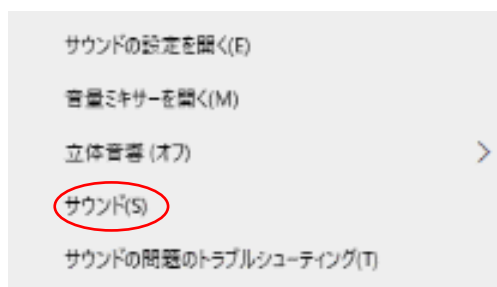 サウンドの設定を開く(E)
音量ミキサーを開く(M)
立体音響 (オフ)
サウンド(S)
サウンドの問題のトラブルシューティング(T)